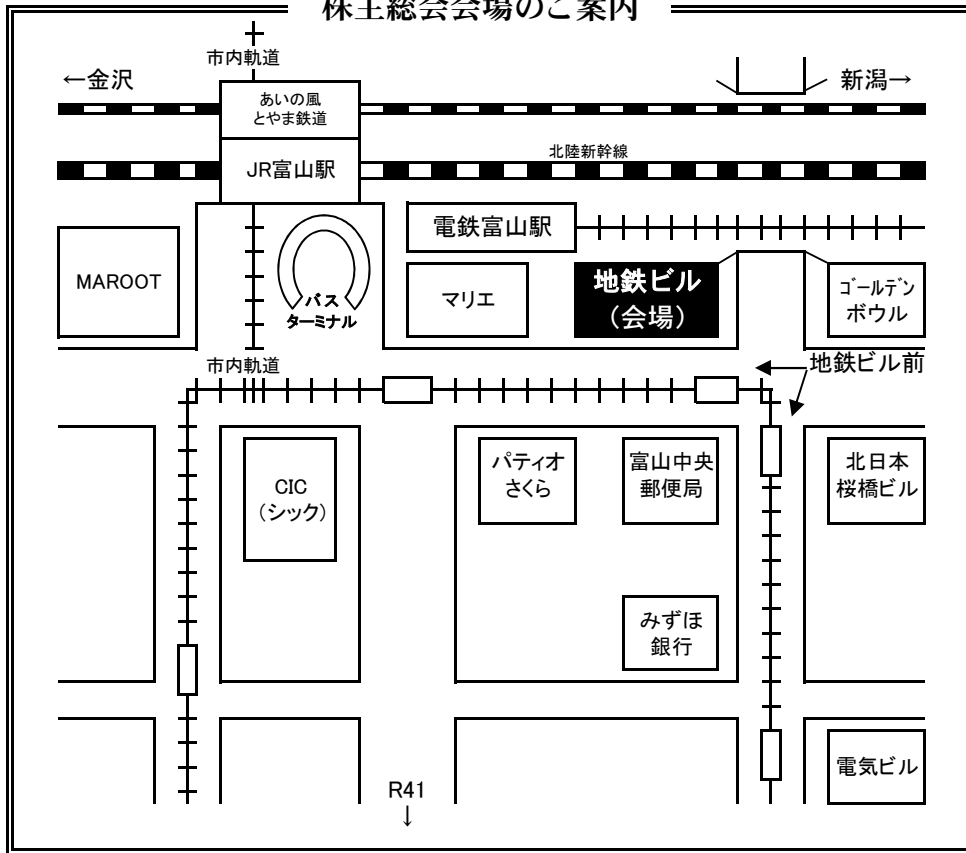 株主総会会場のご案内
市内軌道
←金沢
新潟→
あいの風
とやま鉄道
北陸新幹線
JR富山駅
電鉄富山駅
MAROOT
バス
ターミナル
マリエ
地鉄ビル
(会場)
ゴールデン
ボウル
市内軌道
地鉄ビル前
CIC
(シック)
パティオ
さくら
富山中央
郵便局
北日本
桜橋ビル
みずほ
銀行
電気ビル
R41
↓